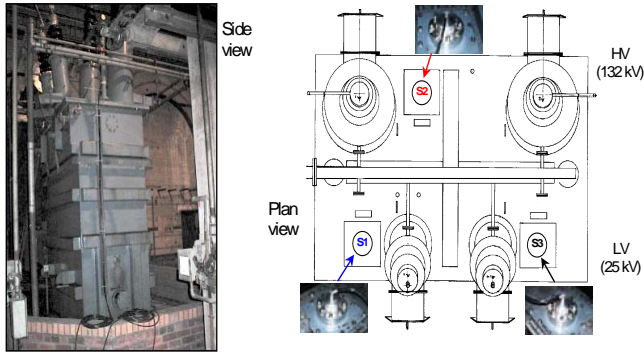 Side
view
S2
HV
(132 kV)
Plan
view
S1
S3
LV
(25 kV)